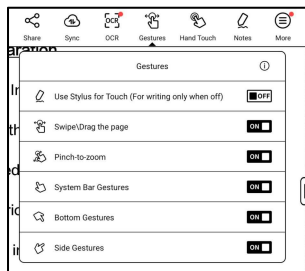 Share Sync OCR Gestures Hand Touch Notes More
aration
Gestures
Use Stylus for Touch (For writing only when off) OFF
Swipe\Drag the page ON
Pinch-to-zoom ON
System Bar Gestures ON
Bottom Gestures ON
Side Gestures ON